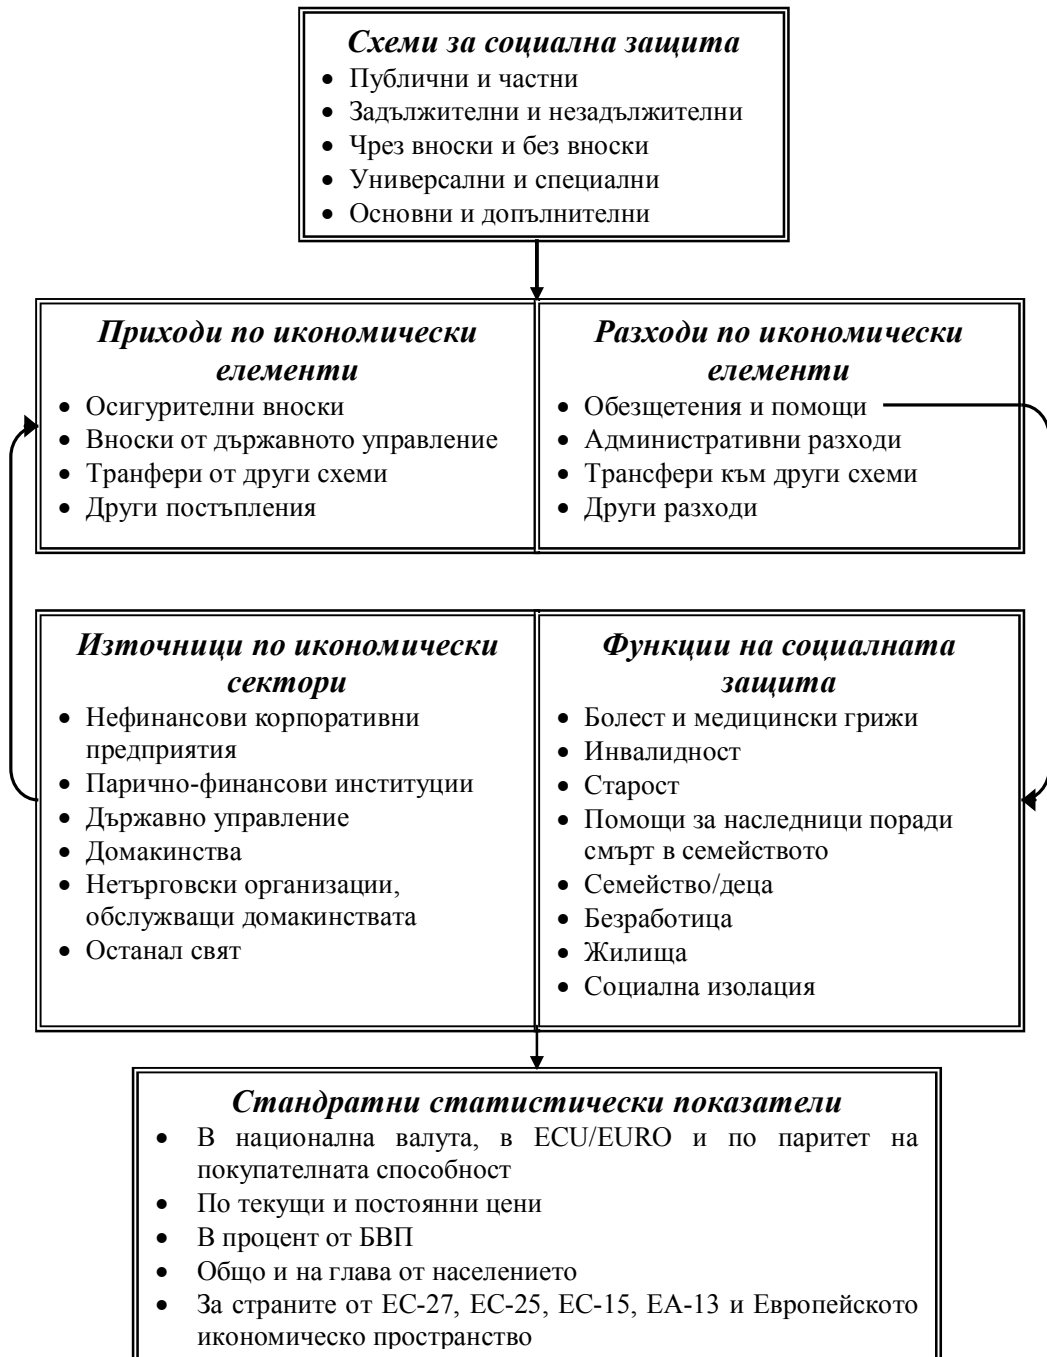 Схеми за социална защита
• Публични и частни
• Задължителни и незадължителни
• Чрез вноски и без вноски
• Универсални и специални
• Основни и допълнителни
Приходи по икономически
елементи
• Осигурителни вноски
• Вноски от държавното управление
• Транфери от други схеми
• Други постъпления
Разходи по икономически
елементи
• Обезщетения и помощи
• Административни разходи
• Трансфери към други схеми
• Други разходи
Източници по икономически
сектори
• Нефинансови корпоративни
предприятия
• Парично-финансови институции
• Държавно управление
• Домакинства
• Нетърговски организации,
обслужващи домакинствата
• Останал свят
Функции на социалната
защита
• Болест и медицински грижи
• Инвалидност
• Старост
• Помощи за наследници поради
смърт в семейството
• Семейство/деца
• Безработица
• Жилища
• Социална изолация
Стандратни статистически показатели
• В национална валута, в ECU/EURO и по паритет на
покупателната способност
• По текущи и постоянни цени
• В процент от БВП
• Общо и на глава от населението
• За страните от ЕС-27, ЕС-25, ЕС-15, ЕА-13 и Европейското
икономическо пространство